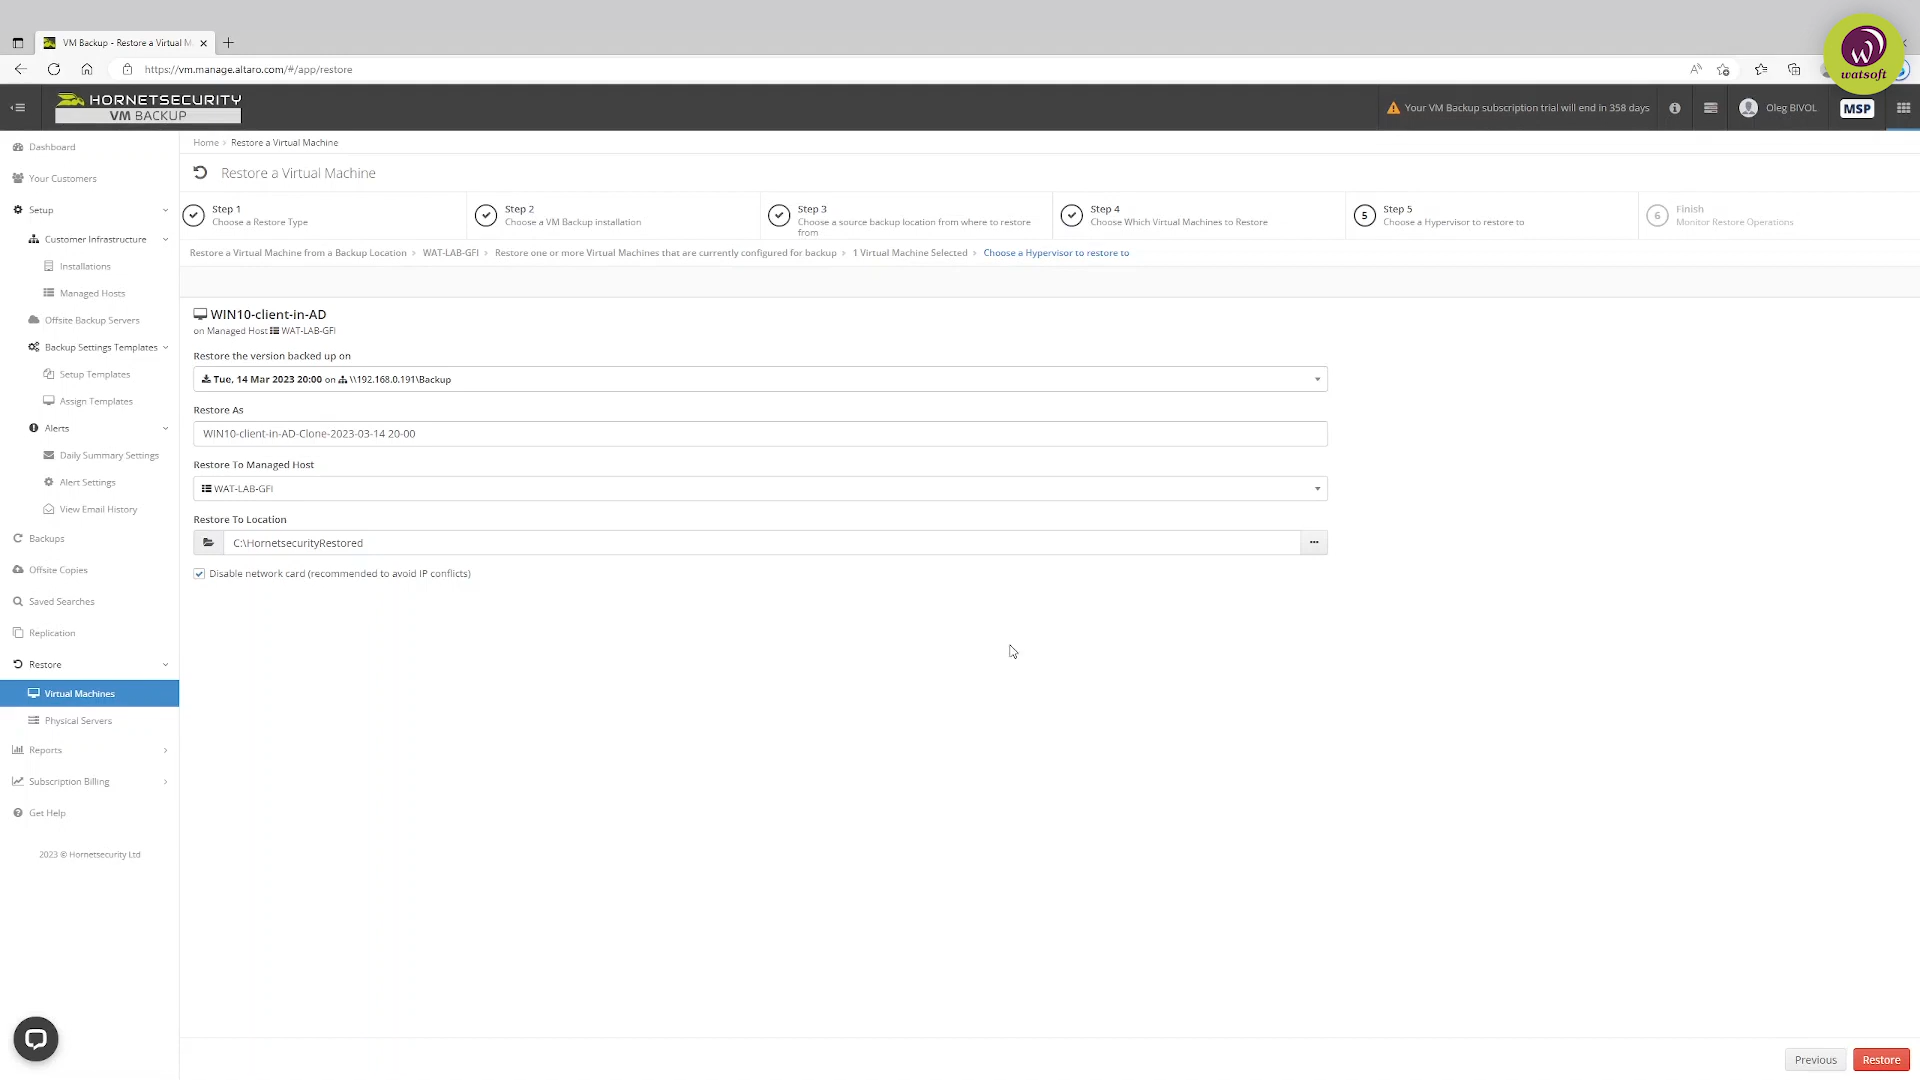 VM Backup - Restore a Virtual M
https://vm.manage.altaro.com/#/app/restore
watsoft
HORNETSECURITY
VM BACKUP
Your VM Backup subscription trial will end in 358 days
Oleg BIVOL
MSP
Dashboard
Your Customers
Setup
Customer Infrastructure
Installations
Managed Hosts
Offsite Backup Servers
Backup Settings Templates
Setup Templates
Assign Templates
Alerts
Daily Summary Settings
Alert Settings
View Email History
Backups
Offsite Copies
Saved Searches
Replication
Restore
Virtual Machines
Physical Servers
Reports
Subscription Billing
Get Help
2023 © Hornetsecurity Ltd
Home › Restore a Virtual Machine
Restore a Virtual Machine
Step 1
Choose a Restore Type
Step 2
Choose a VM Backup installation
Step 3
Choose a source backup location from where to restore
from
Step 4
Choose Which Virtual Machines to Restore
5
Step 5
Choose a Hypervisor to restore to
6
Finish
Monitor Restore Operations
Restore a Virtual Machine from a Backup Location › WAT-LAB-GFI › Restore one or more Virtual Machines that are currently configured for backup › 1 Virtual Machine Selected › Choose a Hypervisor to restore to
WIN10-client-in-AD
on Managed Host WAT-LAB-GFI
Restore the version backed up on
Tue, 14 Mar 2023 20:00 on \\192.168.0.191\Backup
Restore As
WIN10-client-in-AD-Clone-2023-03-14 20-00
Restore To Managed Host
WAT-LAB-GFI
Restore To Location
C:\HornetsecurityRestored
Disable network card (recommended to avoid IP conflicts)
Previous
Restore